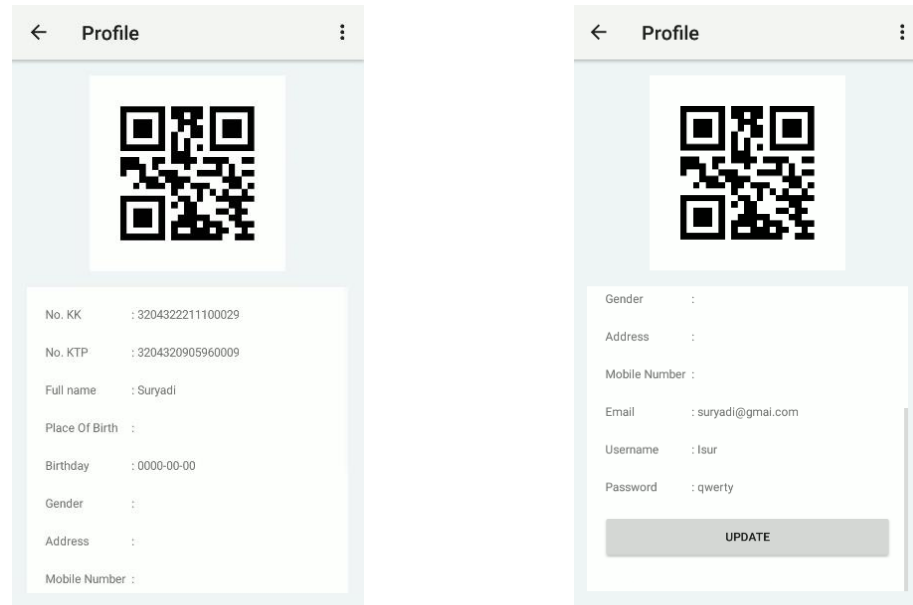 Profile
No. KK : 3204322211100029
No. KTP : 3204320905960009
Full name : Suryadi
Place Of Birth :
Birthday : 0000-00-00
Gender :
Address :
Mobile Number :
Profile
Gender :
Address :
Mobile Number :
Email : suryadi@gmai.com
Username : Isur
Password : qwerty
UPDATE